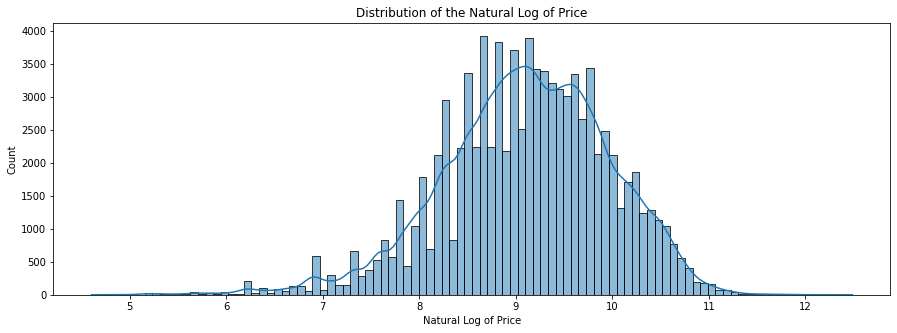 Distribution of the Natural Log of Price
4000
3500
3000
2500
2000
1500
1000
500
0
Count
5 6 7 8 9 10 11 12
Natural Log of Price